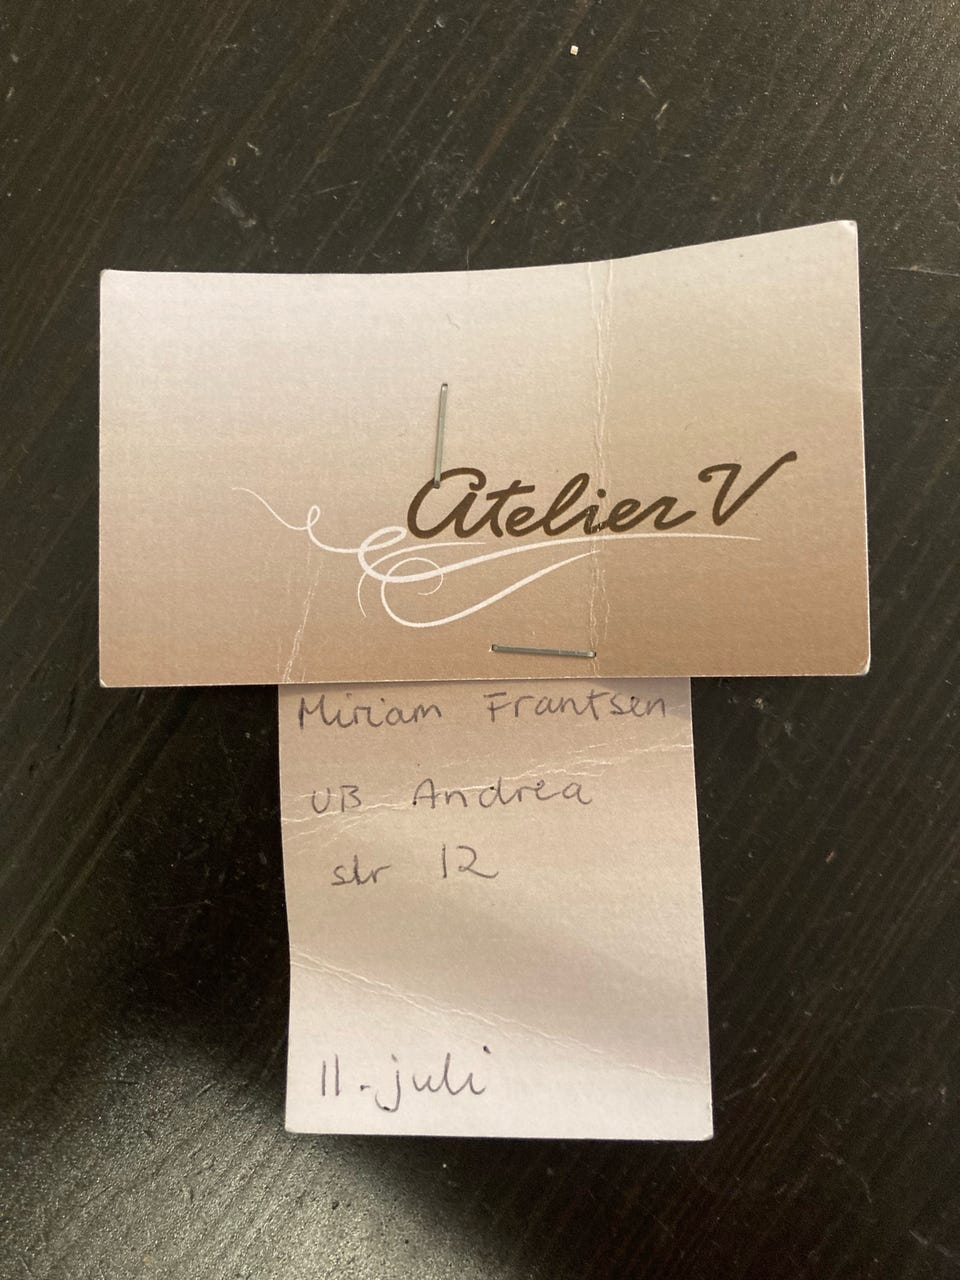 Atelier V
Miriam Frantsen
UB Andrea
str 12
11. juli